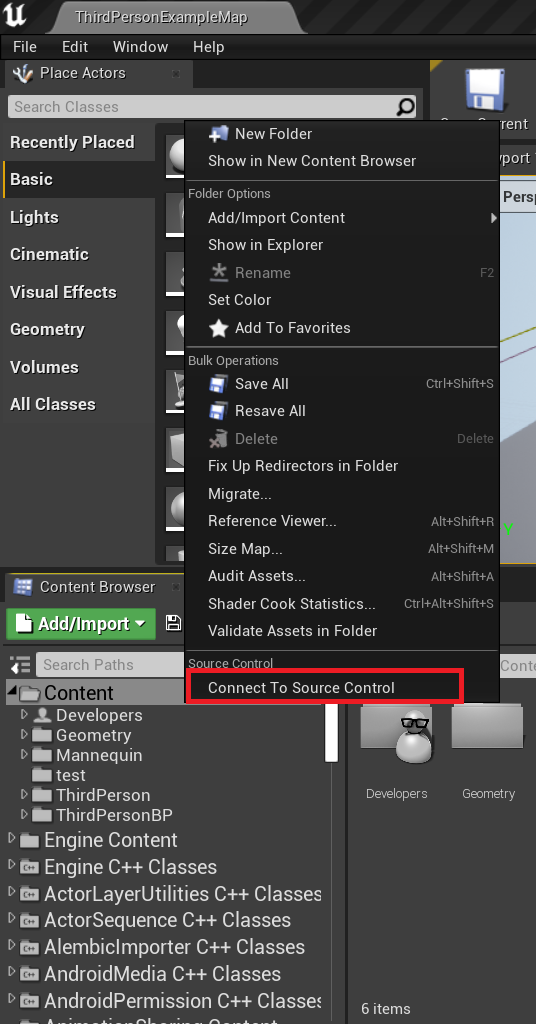 ThirdPersonExampleMap
File Edit Window Help
Place Actors
Search Classes
Recently Placed
Basic
Lights
Cinematic
Visual Effects
Geometry
Volumes
All Classes
Current
New Folder
Show in New Content Browser
Folder Options
Add/Import Content
Show in Explorer
Rename F2
Set Color
Add To Favorites
Bulk Operations
Save All Ctrl+Shift+S
Resave All
Delete Delete
Fix Up Redirectors in Folder
Migrate...
Reference Viewer... Alt+Shift+R
Size Map... Alt+Shift+M
Audit Assets... Alt+Shift+A
Shader Cook Statistics... Ctrl+Alt+Shift+S
Validate Assets in Folder
Source Control
Connect To Source Control
Content Browser
Add/Import
Search Paths
Content
Developers
Geometry
Mannequin
test
ThirdPerson
ThirdPersonBP
Engine Content
Engine C++ Classes
ActorLayerUtilities C++ Classes
ActorSequence C++ Classes
AlembicImporter C++ Classes
AndroidMedia C++ Classes
AndroidPermission C++ Classes
Developers
Geometry
6 items